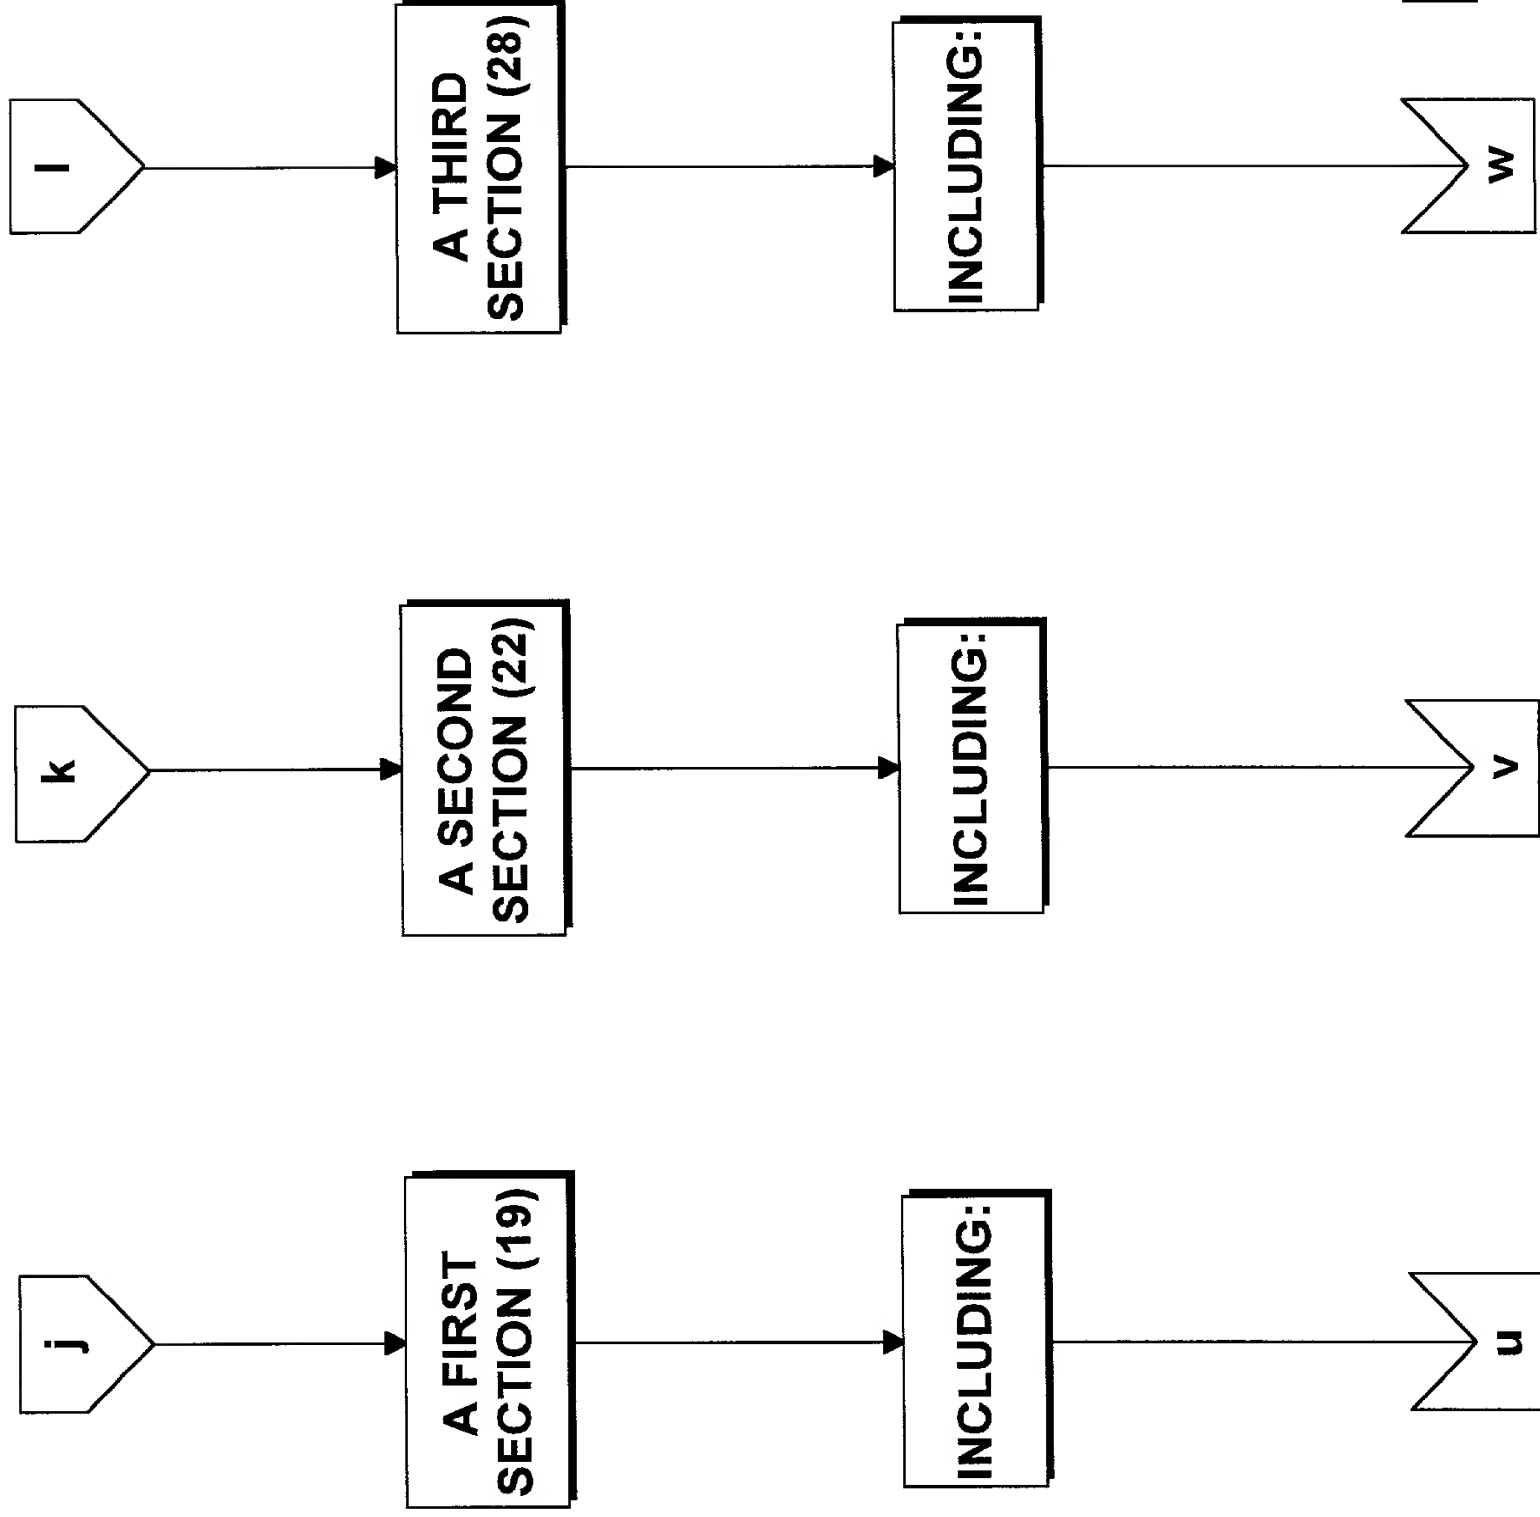 j
A FIRST
SECTION (19)
INCLUDING:
u
k
A SECOND
SECTION (22)
INCLUDING:
v
l
A THIRD
SECTION (28)
INCLUDING:
w